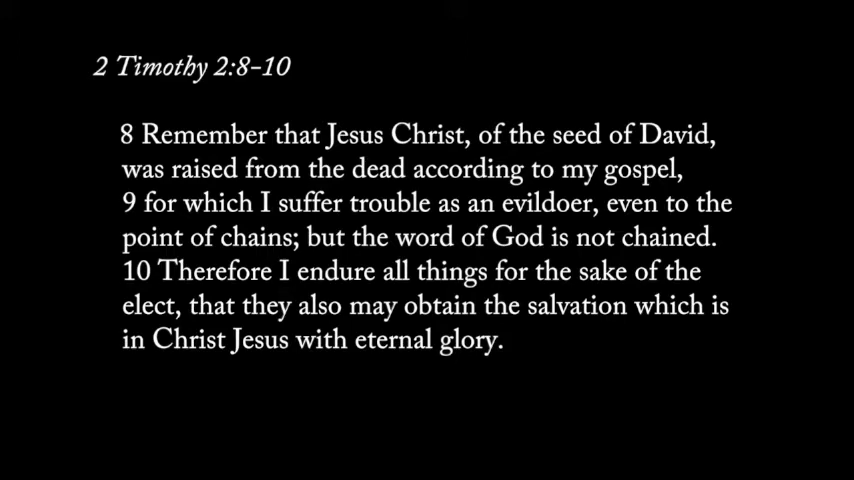 2 Timothy 2:8-10
8 Remember that Jesus Christ, of the seed of David,
was raised from the dead according to my gospel,
9 for which I suffer trouble as an evildoer, even to the
point of chains; but the word of God is not chained.
10 Therefore I endure all things for the sake of the
elect, that they also may obtain the salvation which is
in Christ Jesus with eternal glory.